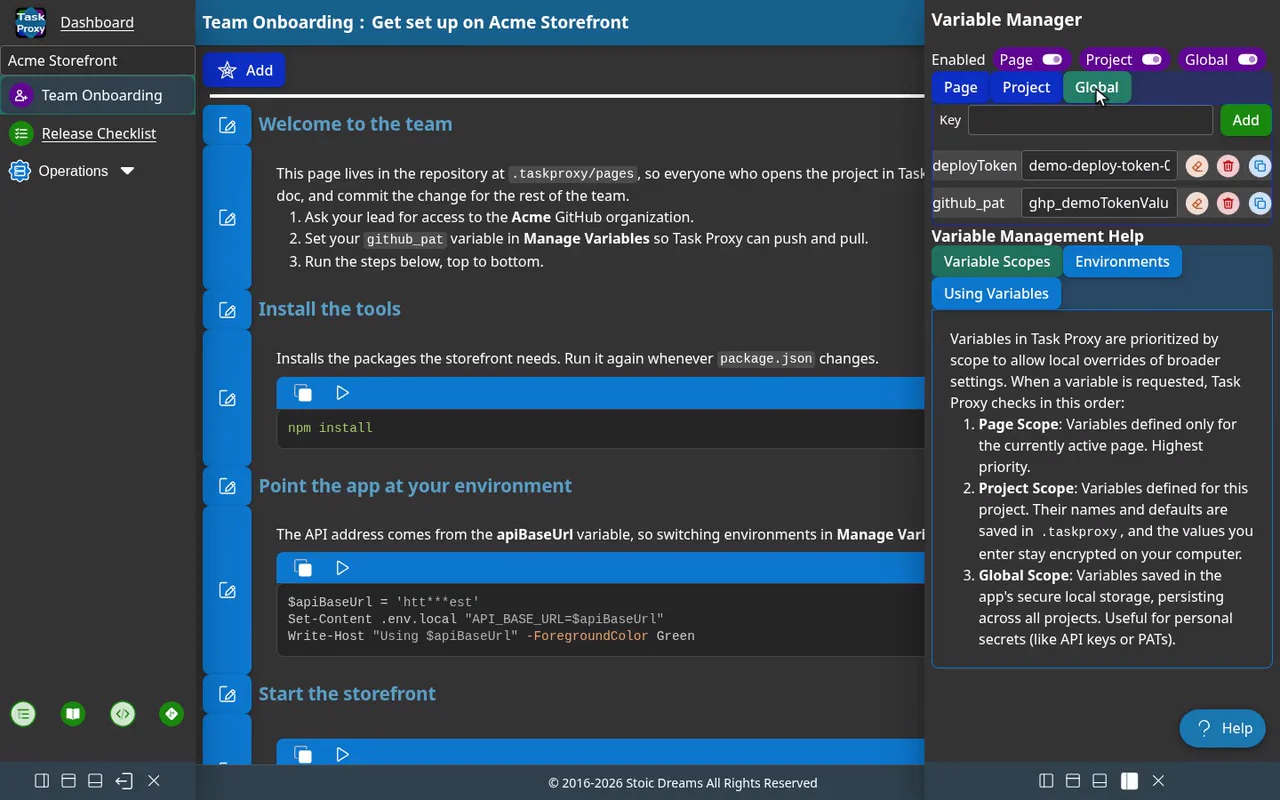 Task
Proxy
Dashboard
Acme Storefront
Team Onboarding
Release Checklist
Operations
Team Onboarding : Get set up on Acme Storefront
Add
Welcome to the team
This page lives in the repository at .taskproxy/pages, so everyone who opens the project in Task
doc, and commit the change for the rest of the team.
1. Ask your lead for access to the Acme GitHub organization.
2. Set your github_pat variable in Manage Variables so Task Proxy can push and pull.
3. Run the steps below, top to bottom.
Install the tools
Installs the packages the storefront needs. Run it again whenever package.json changes.
npm install
Point the app at your environment
The API address comes from the apiBaseUrl variable, so switching environments in Manage Vari
$apiBaseUrl = 'htt***est'
Set-Content .env.local "API_BASE_URL=$apiBaseUrl"
Write-Host "Using $apiBaseUrl" -ForegroundColor Green
Start the storefront
© 2016-2026 Stoic Dreams All Rights Reserved
Variable Manager
Enabled Page Project Global
Page Project Global
Key Add
deployToken demo-deploy-token-0
github_pat ghp_demoTokenValu
Variable Management Help
Variable Scopes Environments
Using Variables
Variables in Task Proxy are prioritized by
scope to allow local overrides of broader
settings. When a variable is requested, Task
Proxy checks in this order:
1. Page Scope: Variables defined only for
the currently active page. Highest
priority.
2. Project Scope: Variables defined for this
project. Their names and defaults are
saved in .taskproxy, and the values you
enter stay encrypted on your computer.
3. Global Scope: Variables saved in the
app's secure local storage, persisting
across all projects. Useful for personal
secrets (like API keys or PATs).
Help